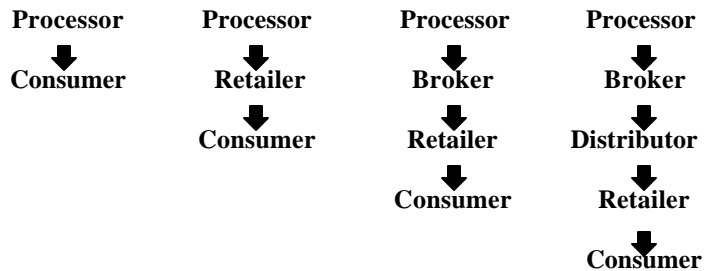 Processor Processor Processor Processor
Consumer Retailer Broker Broker
Consumer Retailer Distributor
Consumer Retailer
Consumer